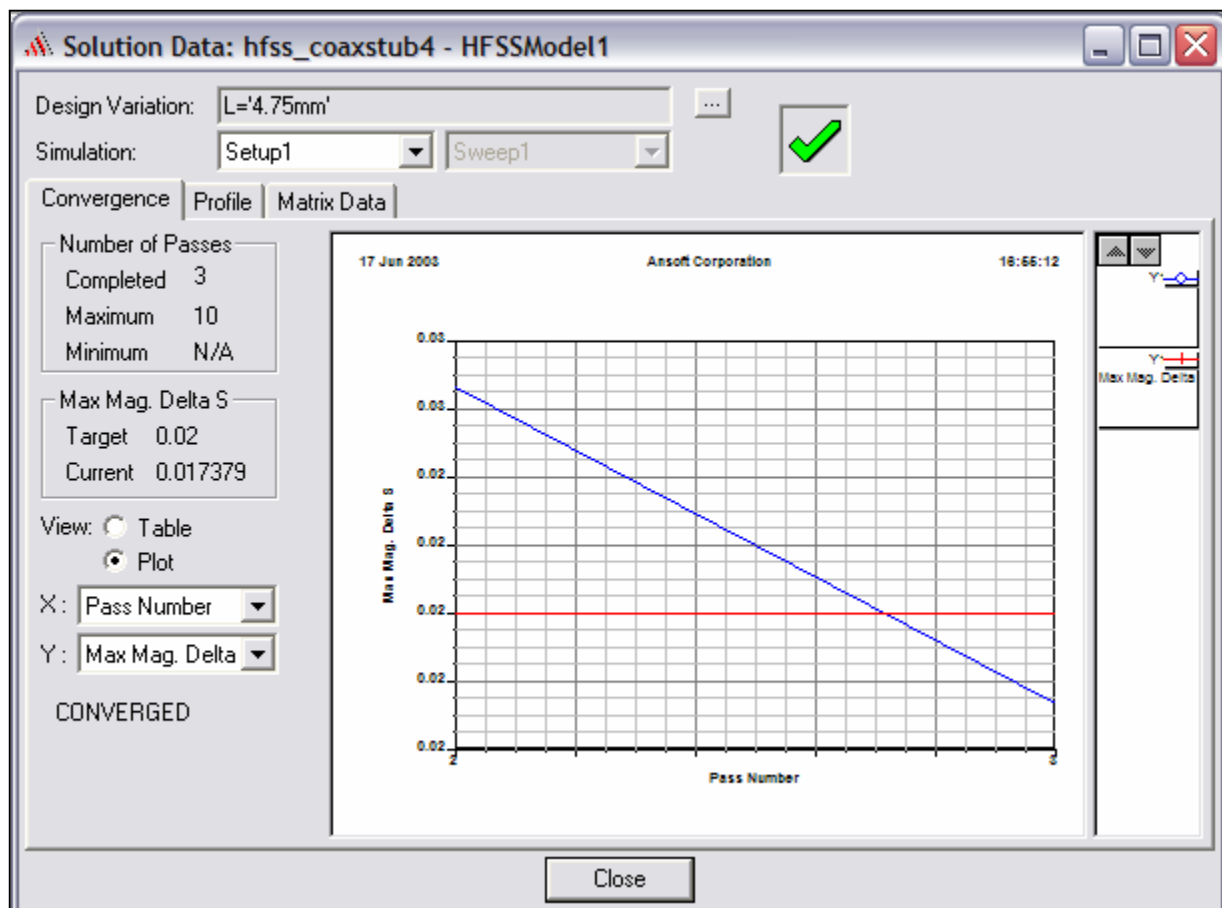 Solution Data: hfss_coaxstub4 - HFSSModel1
Design Variation: L='4.75mm' ...
Simulation: Setup1 Sweep1
Convergence Profile Matrix Data
Number of Passes
Completed 3
Maximum 10
Minimum N/A
Max Mag. Delta S
Target 0.02
Current 0.017379
View: Table
Plot
X : Pass Number
Y : Max Mag. Delta
CONVERGED
17 Jun 2003 Ansoft Corporation 16:55:12
0.03
0.03
0.02
0.02
0.02
0.02
0.02
Max Mag. Delta S
2 3
Pass Number
Y
Y
Max Mag. Delta
Close